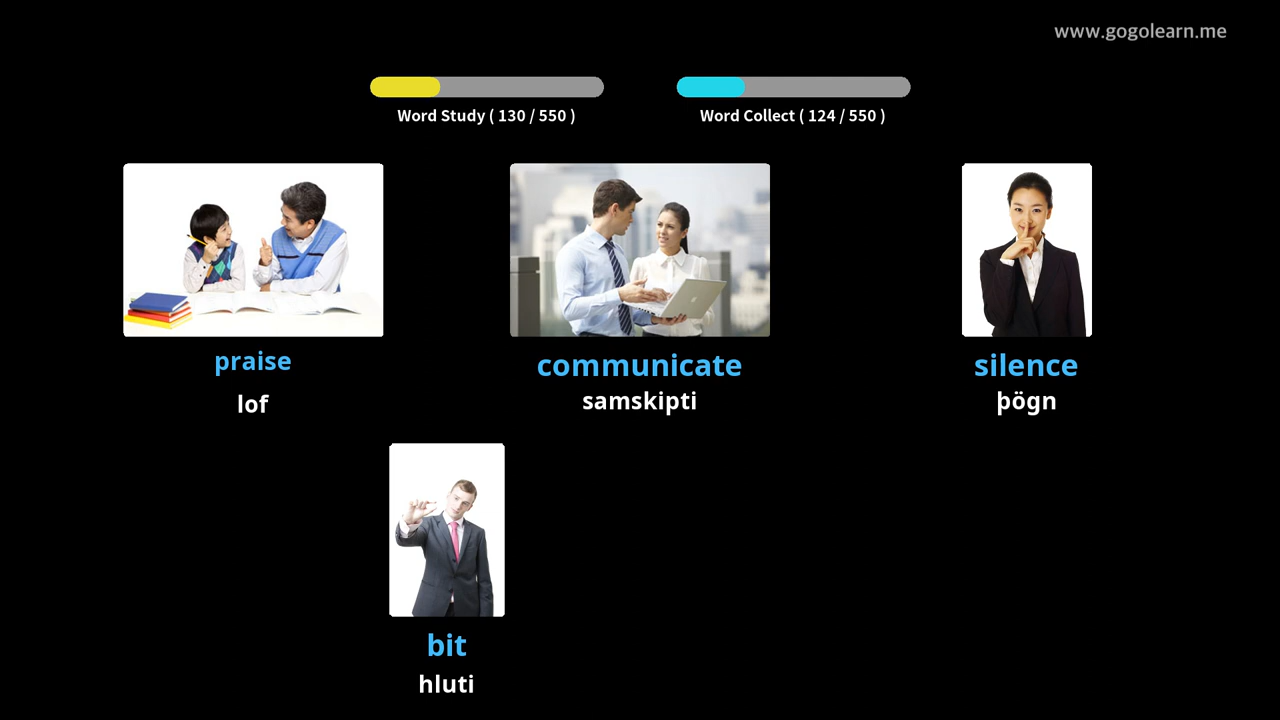 www.gogolearn.me
Word Study ( 130 / 550 )
Word Collect ( 124 / 550 )
praise
lof
communicate
samskipti
silence
þögn
bit
hluti